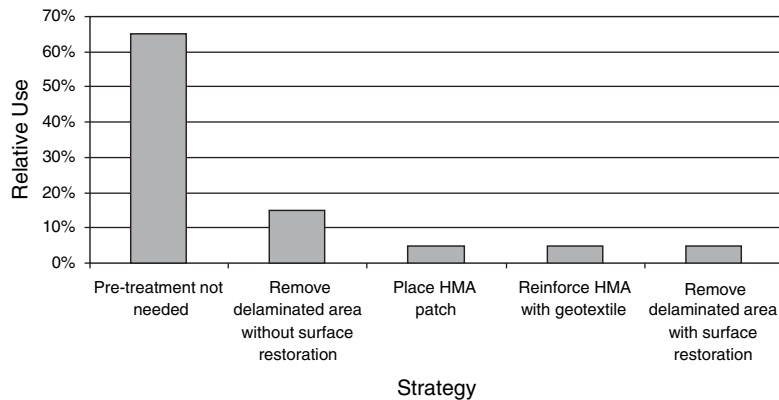 70%
60%
50%
40%
30%
20%
10%
0%
Relative Use
Pre-treatment not
needed
Remove
delaminated area
without surface
restoration
Place HMA
patch
Reinforce HMA
with geotextile
Remove
delaminated area
with surface
restoration
Strategy